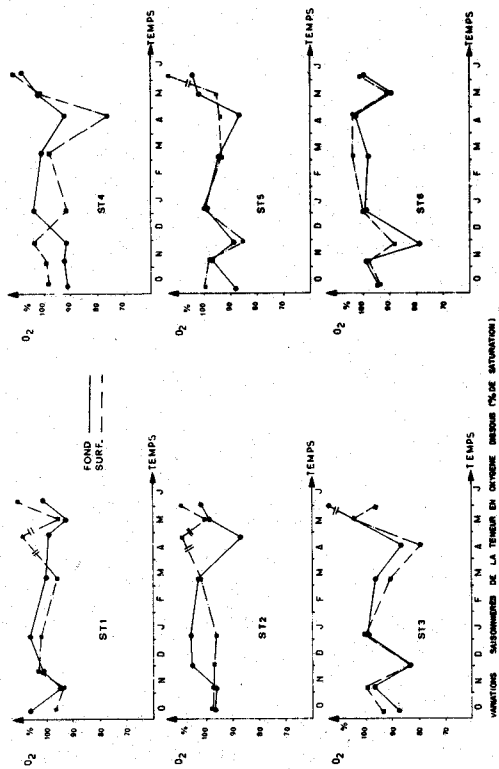 FOND
SURF.
O2 %
100
90
80
70
O N D J F M A M J
TEMPS
ST1
O2 %
100
90
80
70
O N D J F M A M J
TEMPS
ST2
O2 %
100
90
80
70
O N D J F M A M J
TEMPS
ST3
O2 %
100
90
80
70
O N D J F M A M J
TEMPS
ST4
O2 %
100
90
80
70
O N D J F M A M J
TEMPS
ST5
O2 %
100
90
80
70
O N D J F M A M J
TEMPS
ST6
VARIATIONS SAISONNIERES DE LA TENEUR EN OXYGENE DISSOUS (% DE SATURATION)